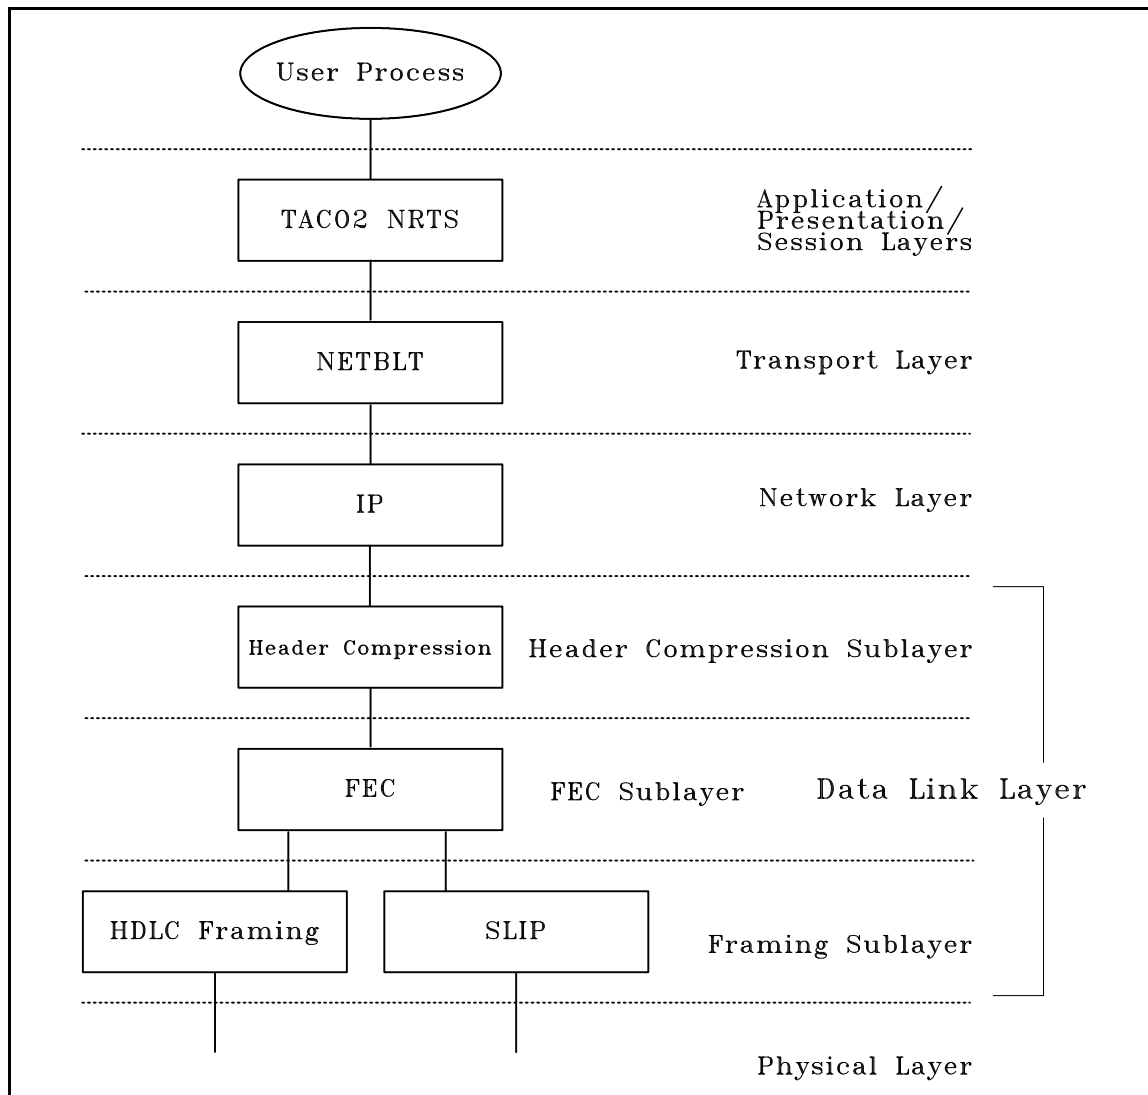 User Process
TACO2 NRTS
Application/
Presentation/
Session Layers
NETBLT
Transport Layer
IP
Network Layer
Header Compression
Header Compression Sublayer
FEC
FEC Sublayer
Data Link Layer
HDLC Framing
SLIP
Framing Sublayer
Physical Layer